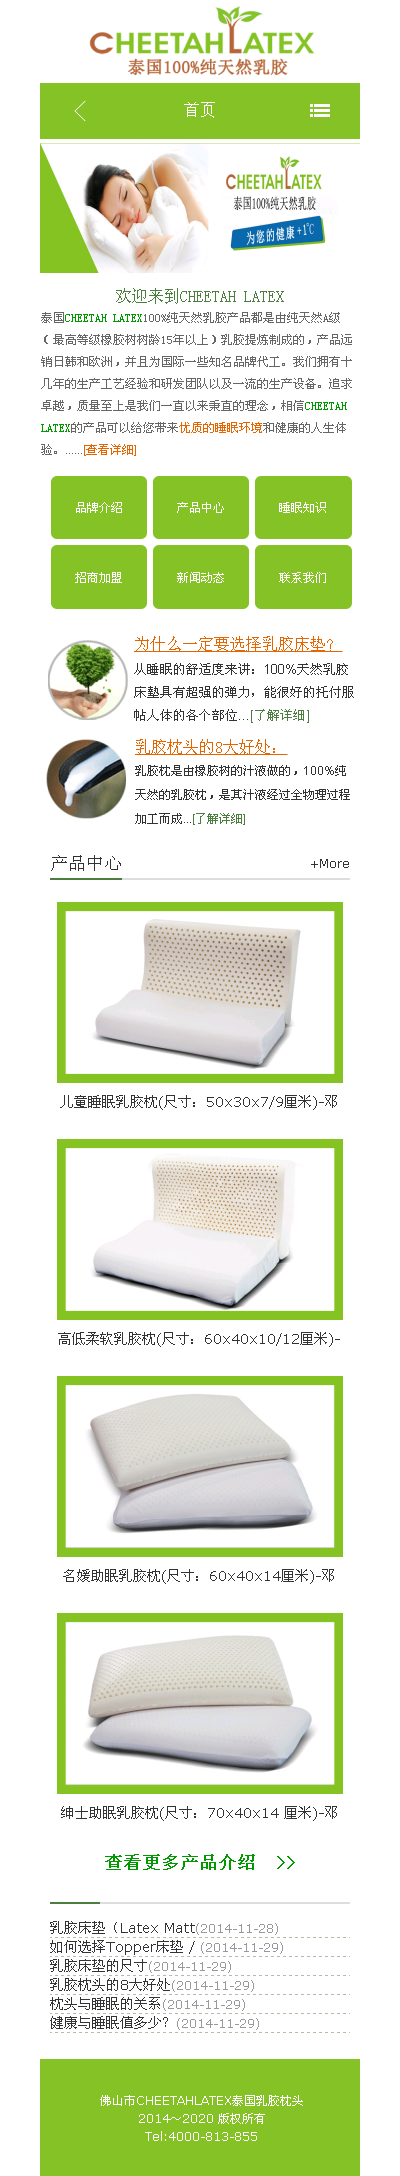 CHEETAHLATEX
泰国100%纯天然乳胶
首页
CHEETAHLATEX
泰国100%纯天然乳胶
为您的健康+1℃
欢迎来到CHEETAH LATEX
泰国CHEETAH LATEX100%纯天然乳胶产品都是由纯天然A级
（最高等级橡胶树树龄15年以上）乳胶提炼制成的，产品远
销日韩和欧洲，并且为国际一些知名品牌代工。我们拥有十
几年的生产工艺经验和研发团队以及一流的生产设备。追求
卓越，质量至上是我们一直以来秉直的理念，相信CHEETAH
LATEX的产品可以给您带来优质的睡眠环境和健康的人生体
验。......[查看详细]
品牌介绍 产品中心 睡眠知识
招商加盟 新闻动态 联系我们
为什么一定要选择乳胶床垫？
从睡眠的舒适度来讲：100%天然乳胶
床墊具有超强的弹力，能很好的托付服
帖人体的各个部位...[了解详细]
乳胶枕头的8大好处：
乳胶枕是由橡胶树的汁液做的，100%纯
天然的乳胶枕，是其汁液经过全物理过程
加工而成...[了解详细]
产品中心 +More
儿童睡眠乳胶枕(尺寸：50x30x7/9厘米)-邓
高低柔软乳胶枕(尺寸：60x40x10/12厘米)-
名媛助眠乳胶枕(尺寸：60x40x14厘米)-邓
绅士助眠乳胶枕(尺寸：70x40x14 厘米)-邓
查看更多产品介绍 >>
乳胶床垫（Latex Matt(2014-11-28)
如何选择Topper床垫 / (2014-11-29)
乳胶床垫的尺寸(2014-11-29)
乳胶枕头的8大好处(2014-11-29)
枕头与睡眠的关系(2014-11-29)
健康与睡眠值多少？(2014-11-29)
佛山市CHEETAHLATEX泰国乳胶枕头
2014～2020 版权所有
Tel:4000-813-855